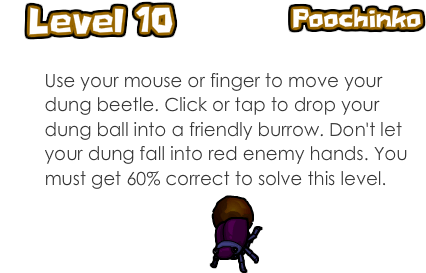 Level 10
Poochinko
Use your mouse or finger to move your
dung beetle. Click or tap to drop your
dung ball into a friendly burrow. Don't let
your dung fall into red enemy hands. You
must get 60% correct to solve this level.